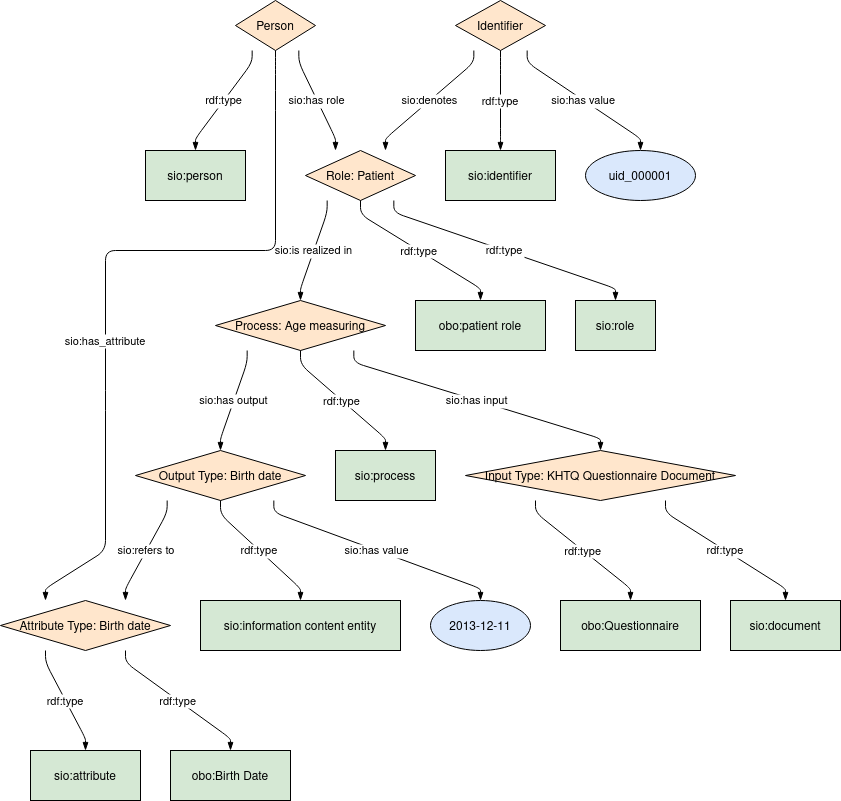 Person
Identifier
rdf:type
sio:has role
sio:denotes
rdf:type
sio:has value
sio:person
Role: Patient
sio:identifier
uid_000001
sio:is realized in
rdf:type
rdf:type
Process: Age measuring
obo:patient role
sio:role
sio:has_attribute
sio:has output
rdf:type
sio:has input
Output Type: Birth date
sio:process
Input Type: KHTQ Questionnaire Document
sio:refers to
rdf:type
sio:has value
rdf:type
rdf:type
Attribute Type: Birth date
sio:information content entity
2013-12-11
obo:Questionnaire
sio:document
rdf:type
rdf:type
sio:attribute
obo:Birth Date